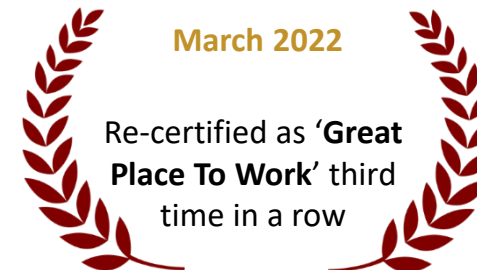 March 2022
Re-certified as ‘Great
Place To Work’ third
time in a row